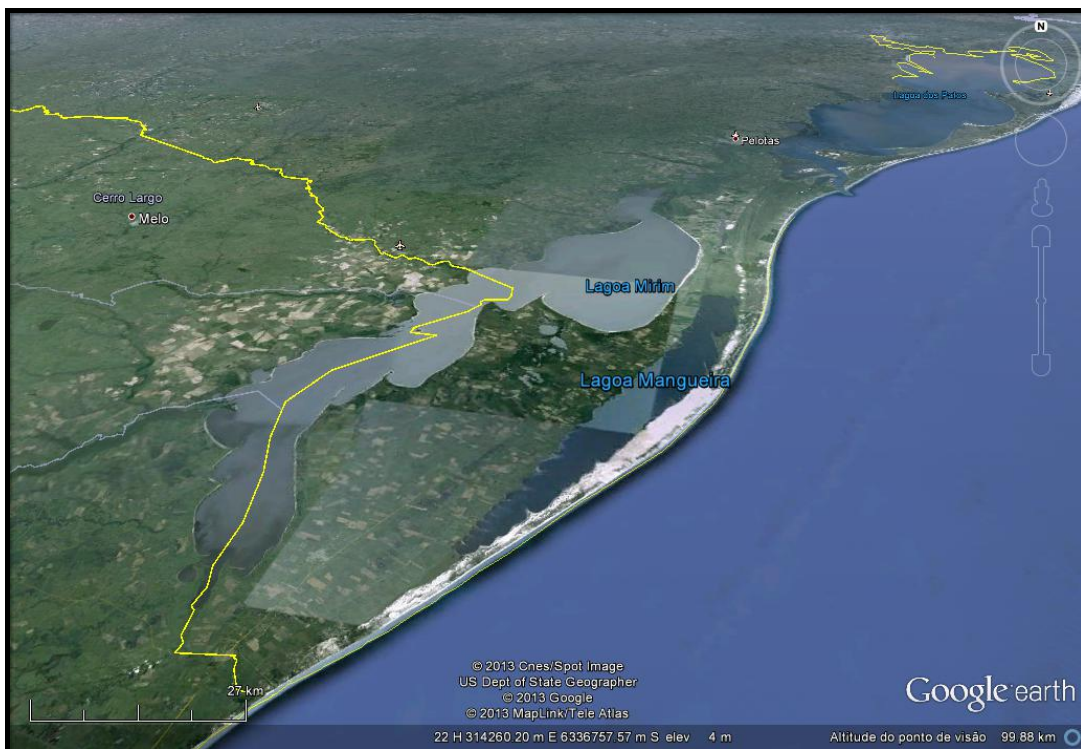 N
Lagoa dos Patos
Pelotas
Cerro Largo
Melo
Lagoa Mirim
Lagoa Mangueira
27 km
© 2013 Cnes/Spot Image
US Dept of State Geographer
© 2013 Google
© 2013 MapLink/Tele Atlas
Google earth
22 H 314260.20 m E 6336757.57 m S elev 4 m
Altitude do ponto de visão 99.88 km